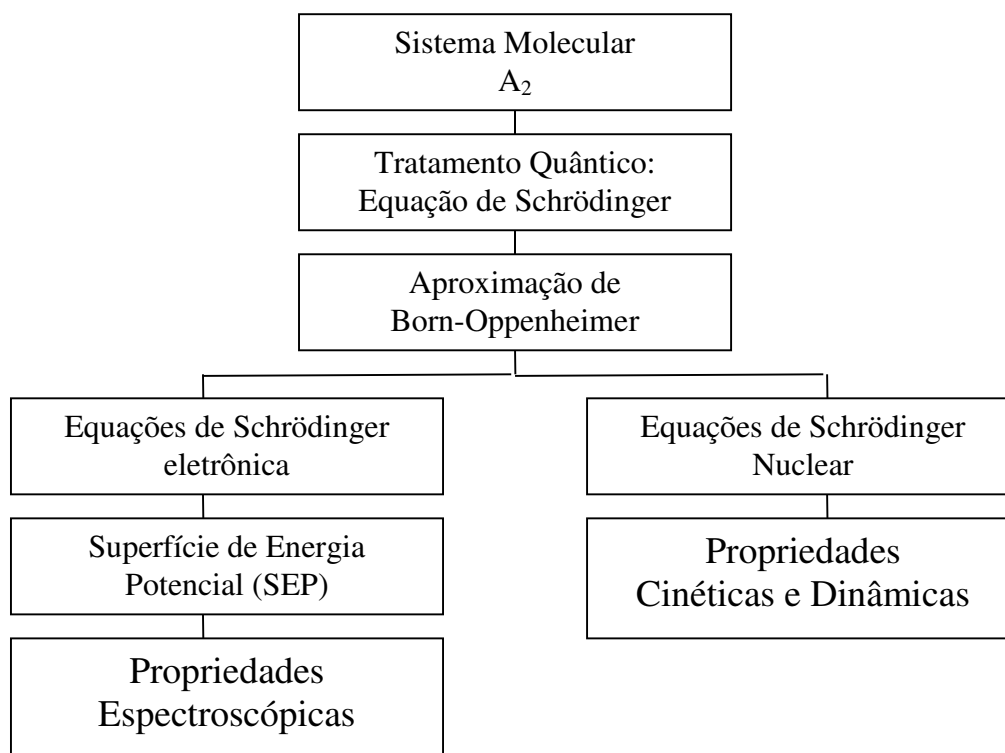 Sistema Molecular
A₂
Tratamento Quântico:
Equação de Schrödinger
Aproximação de
Born-Oppenheimer
Equações de Schrödinger
eletrônica
Equações de Schrödinger
Nuclear
Superfície de Energia
Potencial (SEP)
Propriedades
Cinéticas e Dinâmicas
Propriedades
Espectroscópicas